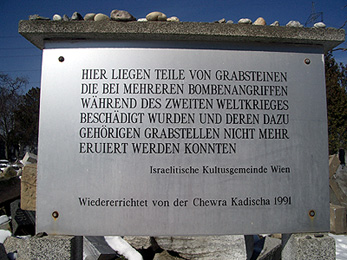 HIER LIEGEN TEILE VON GRABSTEINEN
DIE BEI MEHREREN BOMBENANGRIFFEN
WÄHREND DES ZWEITEN WELTKRIEGES
BESCHÄDIGT WURDEN UND DEREN DAZU
GEHÖRIGEN GRABSTELLEN NICHT MEHR
ERUIERT WERDEN KONNTEN
Israelitische Kultusgemeinde Wien
Wiedererrichtet von der Chewra Kadischa 1991